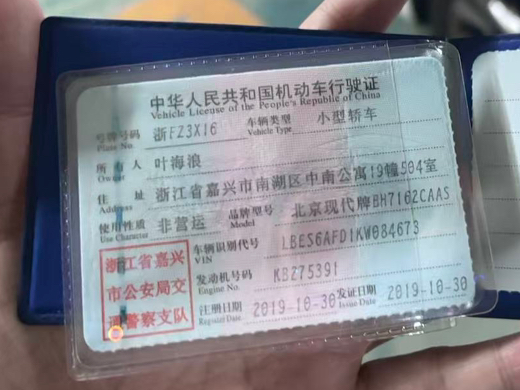 中华人民共和国机动车行驶证
Vehicle License of the People's Republic of China
号牌号码 浙FZ3X16 车辆类型 小型轿车
Plate No. Vehicle Type
所有人 叶海浪
Owner
住址 浙江省嘉兴市南湖区中南公寓19幢504室
Address
使用性质 非营运 品牌型号 北京现代牌BH7162CAAS
Use Character Model
浙江省嘉兴
市公安局交
通警察支队
车辆识别代号 LBES6AFD1KW084673
VIN
发动机号码 KB275391
Engine No.
注册日期 2019-10-30 发证日期 2019-10-30
Register Date Issue Date